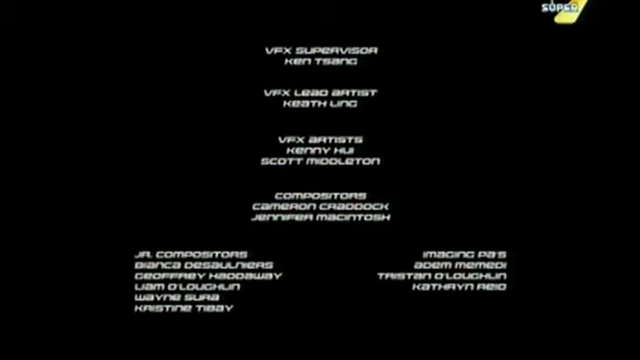 SUPER
VFX SUPERVISOR
KEN TSANG
VFX LEAD ARTIST
KEATH LING
VFX ARTISTS
KENNY HUI
SCOTT MIDDLETON
COMPOSITORS
CAMERON CRADDOCK
JENNIFER MACINTOSH
JR. COMPOSITORS
BIANCA DESAULNIERS
GEOFFREY HADDAWAY
LIAM O'LOUGHLIN
WAYNE SURA
KRISTINE TIBAY
IMAGING PA'S
ADEM MEMEDI
TRISTAN O'LOUGHLIN
KATHRYN REID